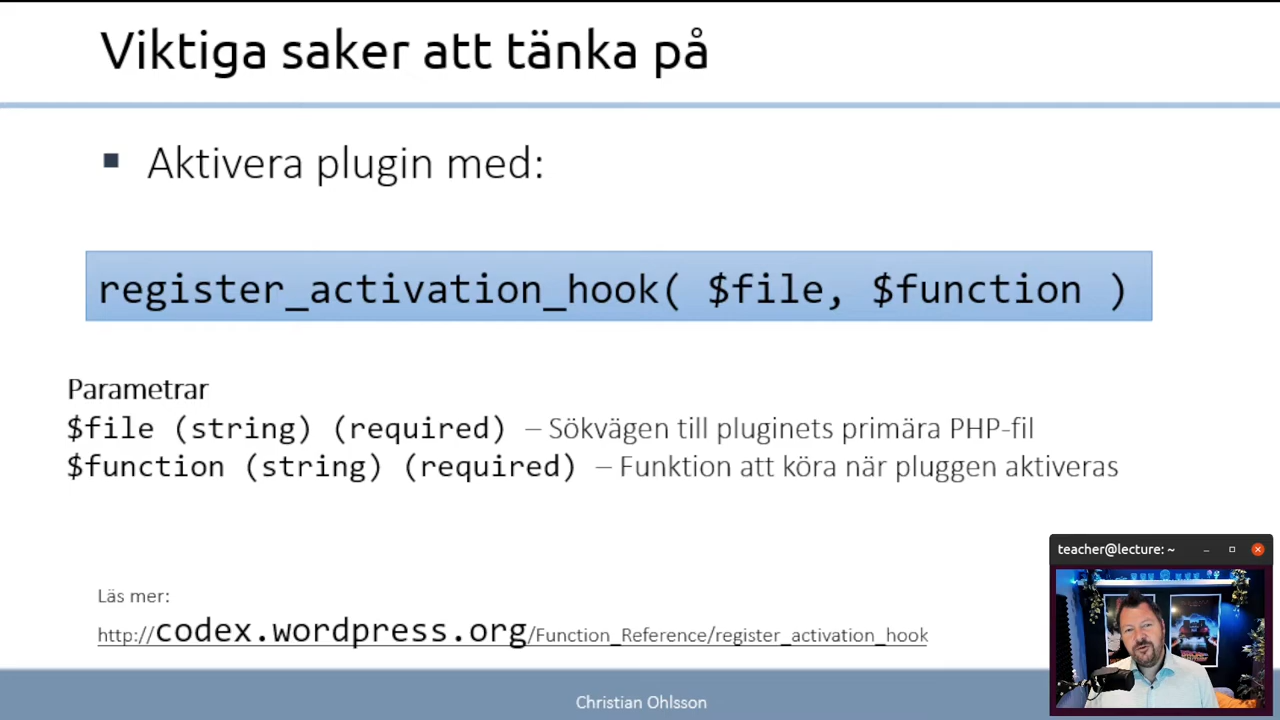 Viktiga saker att tänka på
▪ Aktivera plugin med:
register_activation_hook( $file, $function )
Parametrar
$file (string) (required) – Sökvägen till pluginets primära PHP-fil
$function (string) (required) – Funktion att köra när pluggen aktiveras
Läs mer:
http://codex.wordpress.org/Function_Reference/register_activation_hook
teacher@lecture: ~
Christian Ohlsson